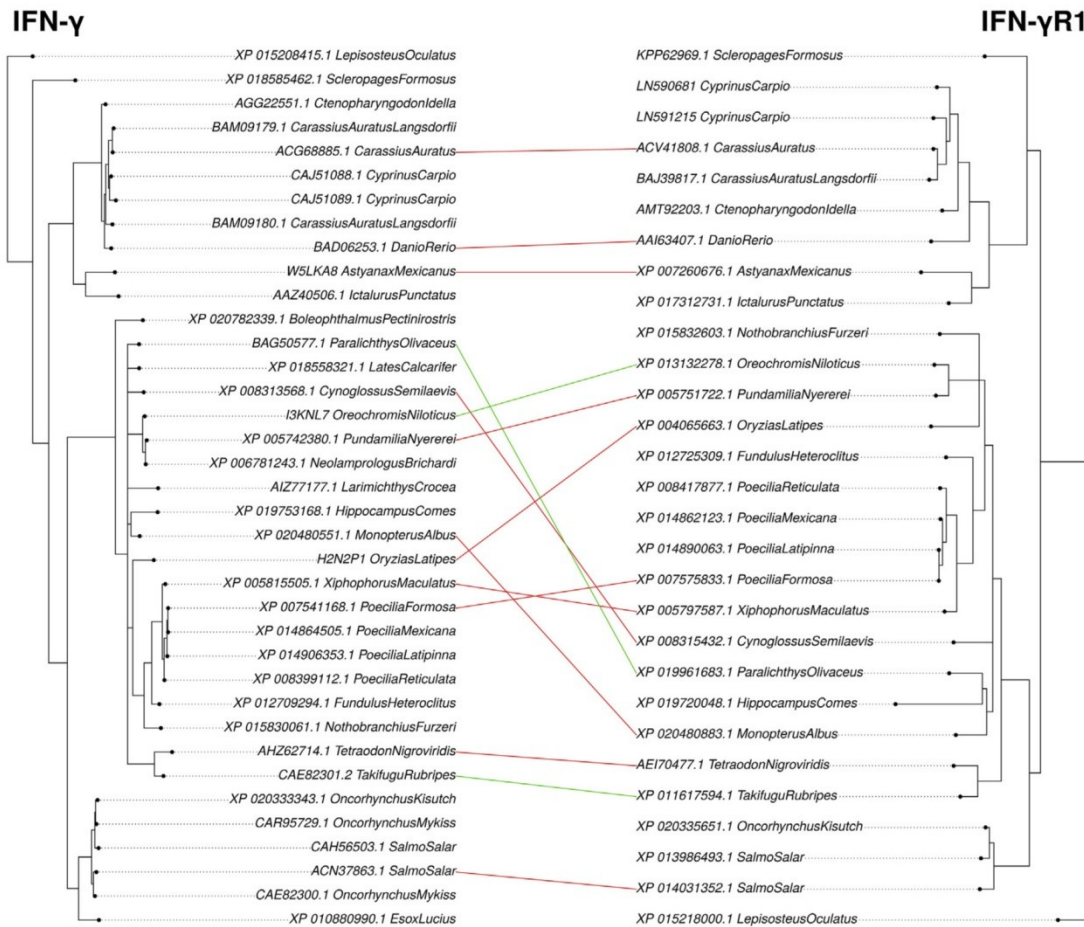 IFN-γ
IFN-γR1
XP 015208415.1 LepisosteusOculatus
XP 018585462.1 ScleropagesFormosus
AGG22551.1 CtenopharyngodonIdella
BAM09179.1 CarassiusAuratusLangsdorfii
ACG68885.1 CarassiusAuratus
CAJ51088.1 CyprinusCarpio
CAJ51089.1 CyprinusCarpio
BAM09180.1 CarassiusAuratusLangsdorfii
BAD06253.1 DanioRerio
W5LKA8 AstyanaxMexicanus
AAZ40506.1 IctalurusPunctatus
XP 020782339.1 BoleophthalmusPectinirostris
BAG50577.1 ParalichthysOlivaceus
XP 018558321.1 LatesCalcarifer
XP 008313568.1 CynoglossusSemilaevis
I3KNL7 OreochromisNiloticus
XP 005742380.1 PundamiliaNyererei
XP 006781243.1 NeolamprologusBrichardi
AIZ77177.1 LarimichthysCrocea
XP 019753168.1 HippocampusComes
XP 020480551.1 MonopterusAlbus
H2N2P1 OryziasLatipes
XP 005815505.1 XiphophorusMaculatus
XP 007541168.1 PoeciliaFormosa
XP 014864505.1 PoeciliaMexicana
XP 014906353.1 PoeciliaLatipinna
XP 008399112.1 PoeciliaReticulata
XP 012709294.1 FundulusHeteroclitus
XP 015830061.1 NothobranchiusFurzeri
AHZ62714.1 TetraodonNigroviridis
CAE82301.2 TakifuguRubripes
XP 020333343.1 OncorhynchusKisutch
CAR95729.1 OncorhynchusMykiss
CAH56503.1 SalmoSalar
ACN37863.1 SalmoSalar
CAE82300.1 OncorhynchusMykiss
XP 010880990.1 EsoxLucius
KPP62969.1 ScleropagesFormosus
LN590681 CyprinusCarpio
LN591215 CyprinusCarpio
ACV41808.1 CarassiusAuratus
BAJ39817.1 CarassiusAuratusLangsdorfii
AMT92203.1 CtenopharyngodonIdella
AAI63407.1 DanioRerio
XP 007260676.1 AstyanaxMexicanus
XP 017312731.1 IctalurusPunctatus
XP 015832603.1 NothobranchiusFurzeri
XP 013132278.1 OreochromisNiloticus
XP 005751722.1 PundamiliaNyererei
XP 004065663.1 OryziasLatipes
XP 012725309.1 FundulusHeteroclitus
XP 008417877.1 PoeciliaReticulata
XP 014862123.1 PoeciliaMexicana
XP 014890063.1 PoeciliaLatipinna
XP 007575833.1 PoeciliaFormosa
XP 005797587.1 XiphophorusMaculatus
XP 008315432.1 CynoglossusSemilaevis
XP 019961683.1 ParalichthysOlivaceus
XP 019720048.1 HippocampusComes
XP 020480883.1 MonopterusAlbus
AEI70477.1 TetraodonNigroviridis
XP 011617594.1 TakifuguRubripes
XP 020335651.1 OncorhynchusKisutch
XP 013986493.1 SalmoSalar
XP 014031352.1 SalmoSalar
XP 015218000.1 LepisosteusOculatus